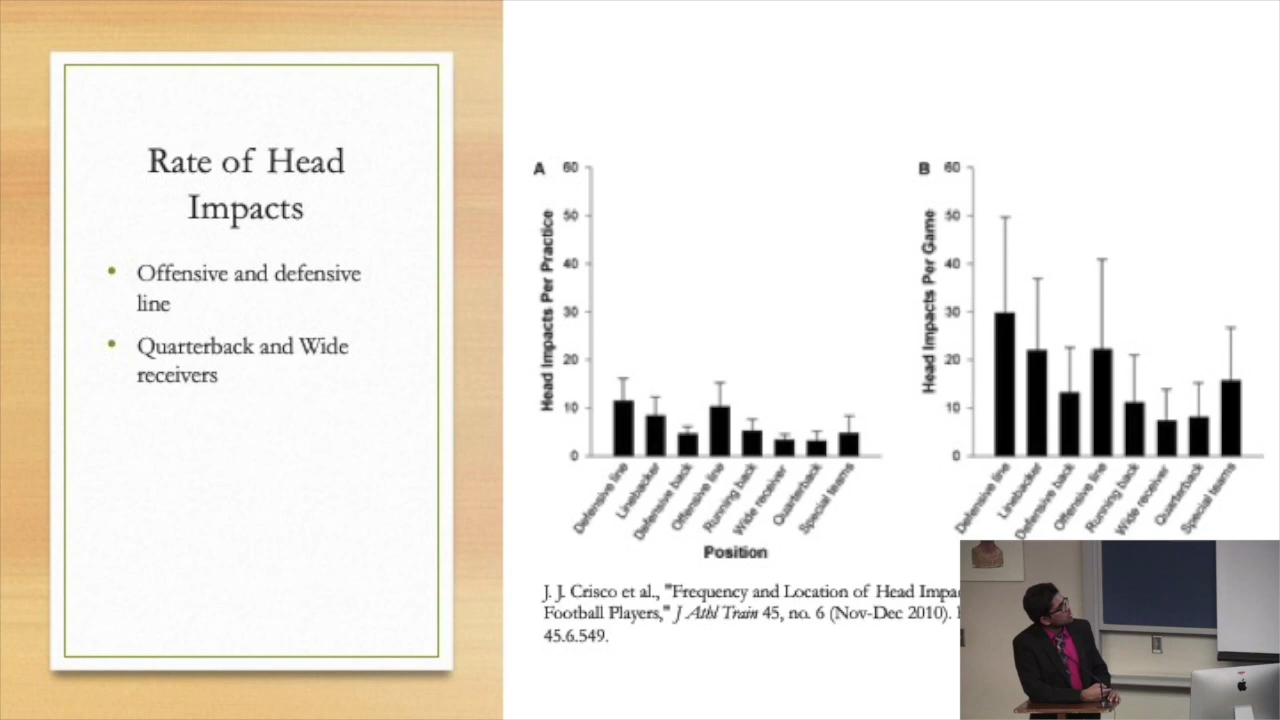 Rate of Head
Impacts
• Offensive and defensive
line
• Quarterback and Wide
receivers
A
60
50
40
30
20
10
0
Head Impacts Per Practice
Defensive line
Linebacker
Defensive back
Offensive line
Running back
Wide receiver
Quarterback
Special teams
Position
B
60
50
40
30
20
10
0
Head Impacts Per Game
Defensive line
Linebacker
Defensive back
Offensive line
Running back
Wide receiver
Quarterback
Special teams
J. J. Crisco et al., "Frequency and Location of Head Impa
Football Players," J Athl Train 45, no. 6 (Nov-Dec 2010).
45.6.549.